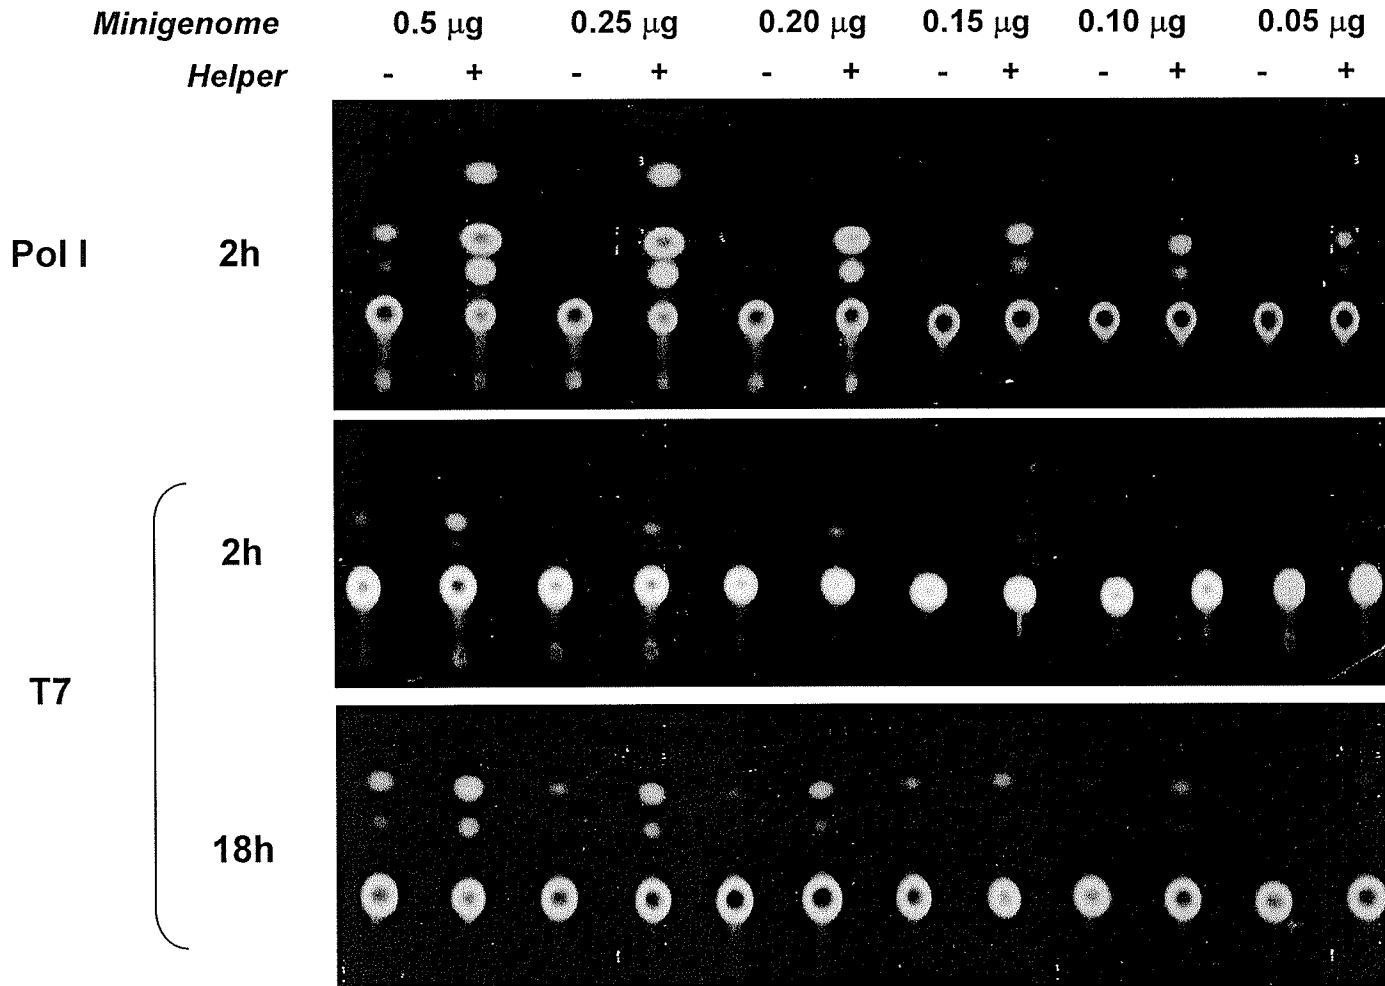 Minigenome 0.5 μg 0.25 μg 0.20 μg 0.15 μg 0.10 μg 0.05 μg
Helper - + - + - + - + - + - +
Pol I 2h
2h
T7
18h